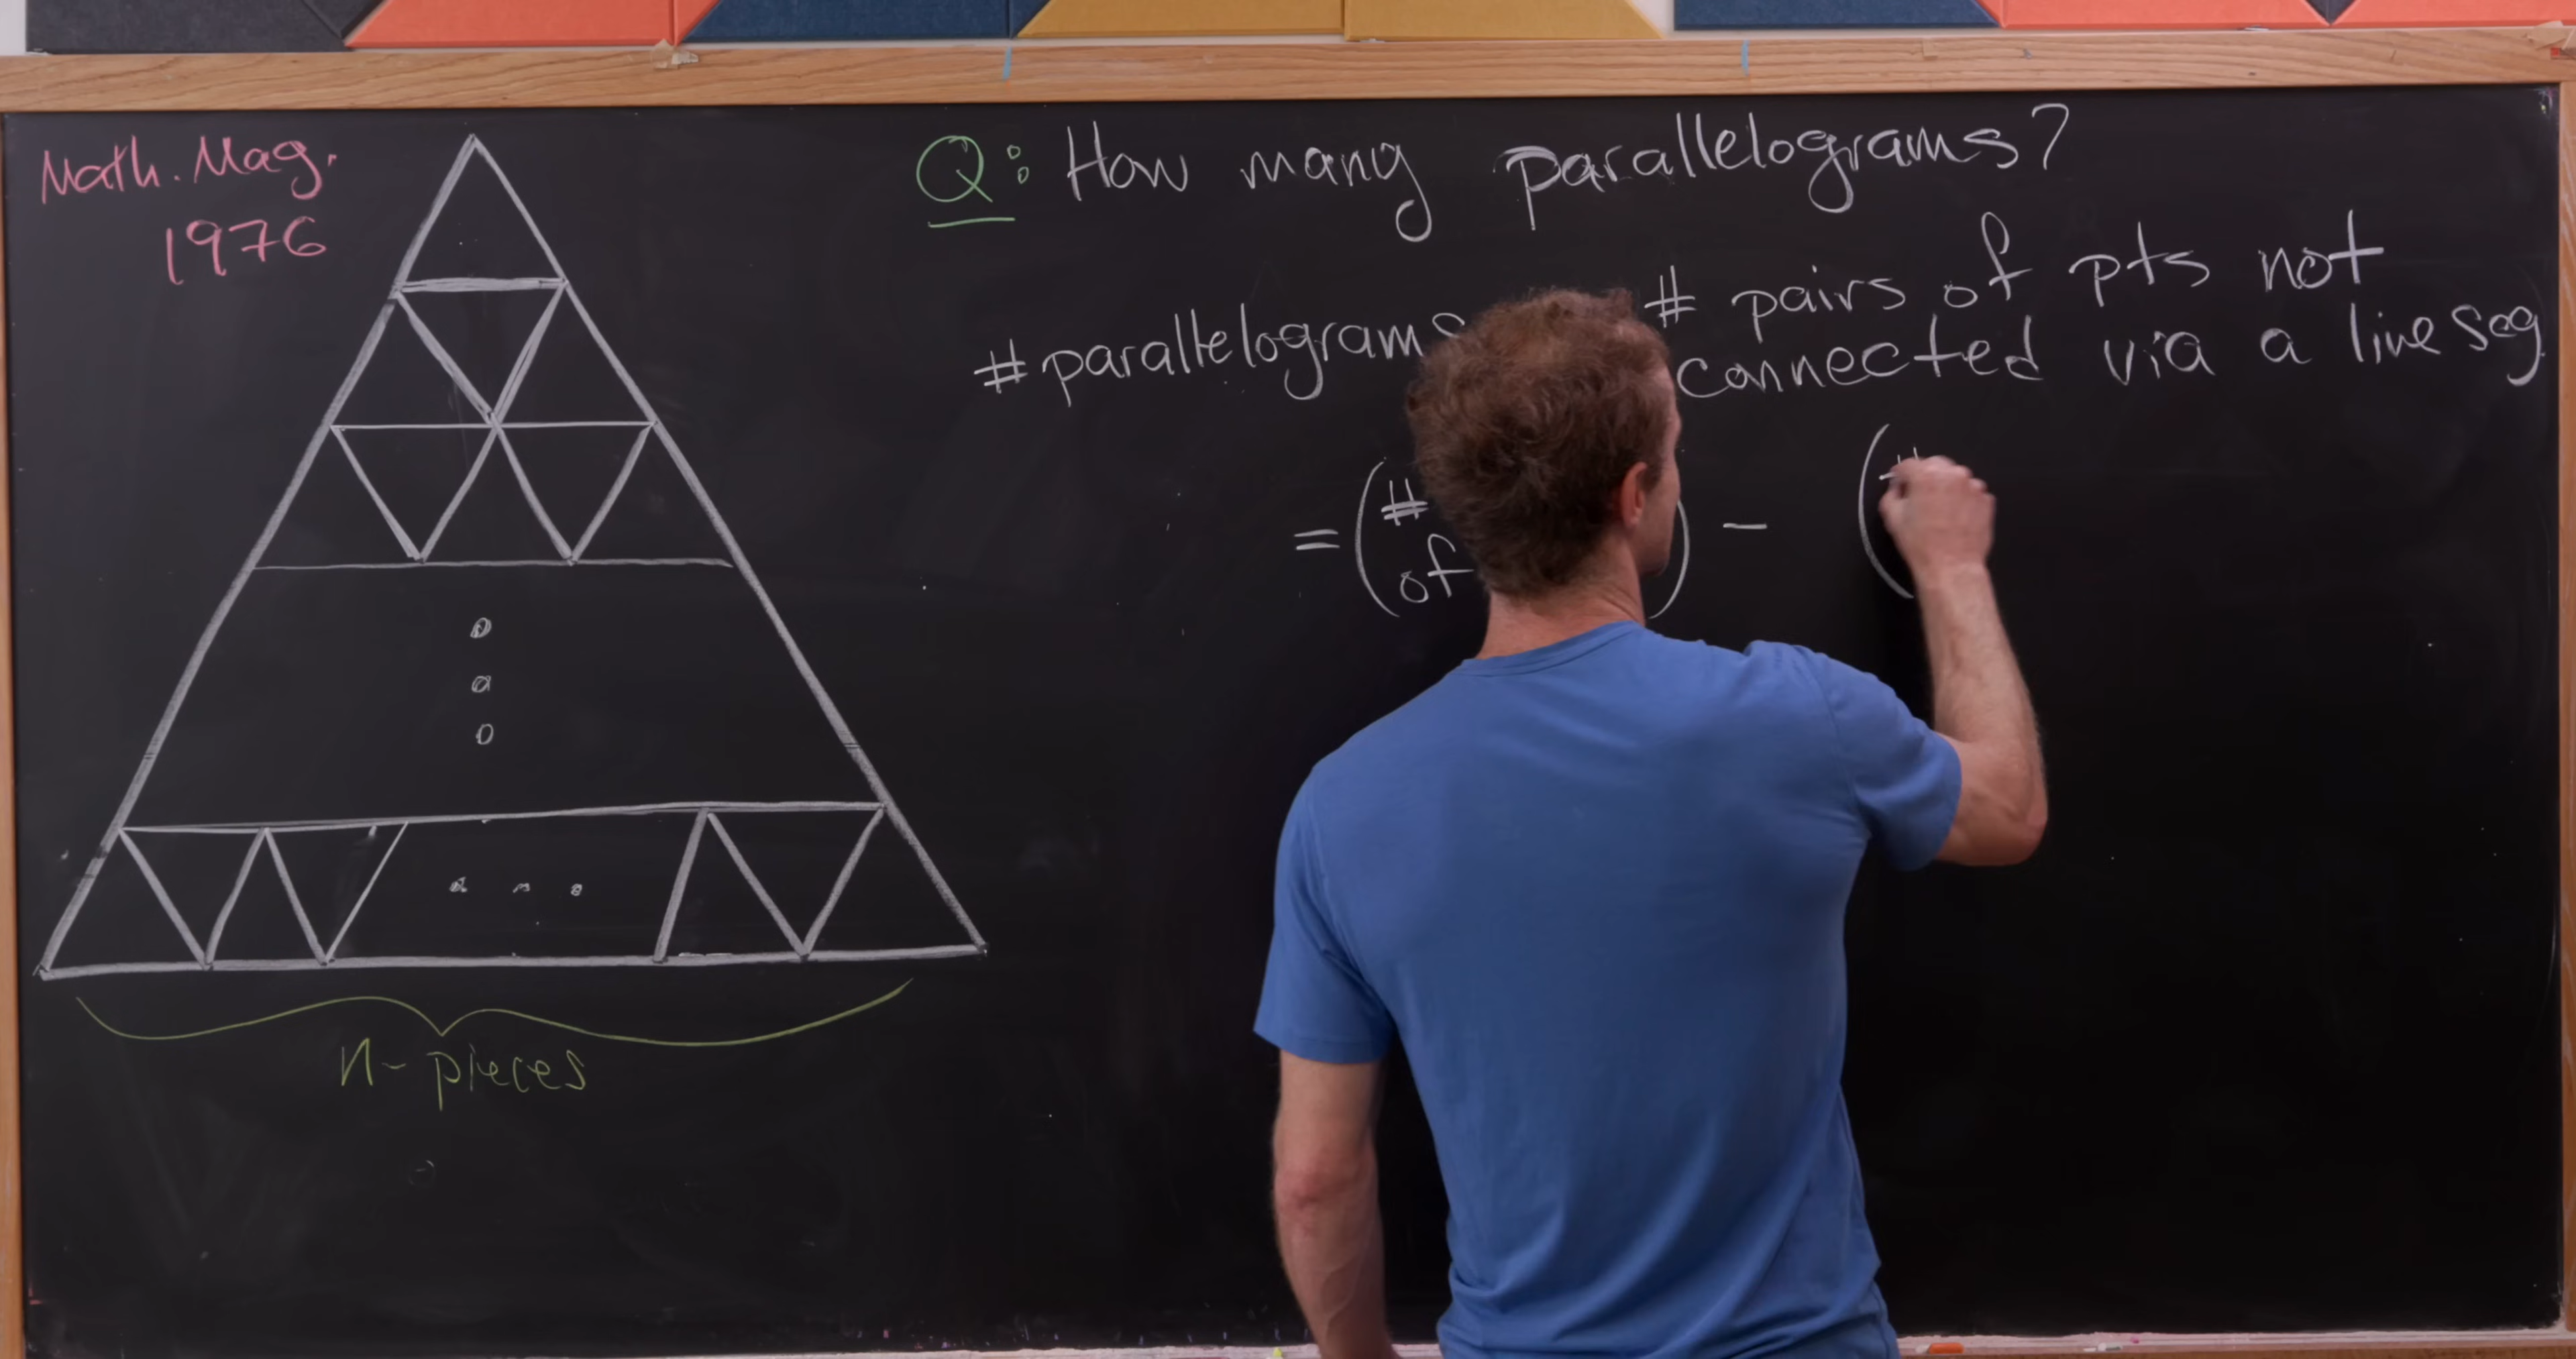 Math. Mag.
1976
Q: How many parallelograms?
# pairs of pts not
#parallelograms
connected via a line seg
= (#
of ) - (#
n-pieces